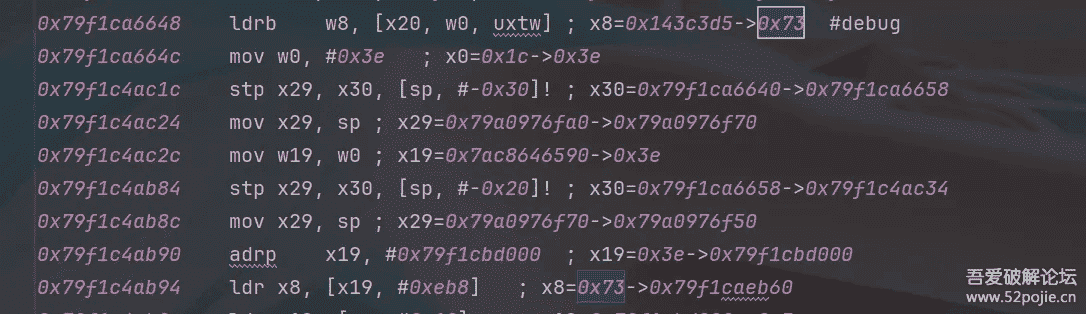 0x79f1ca6648 ldrb w8, [x20, w0, uxtw] ; x8=0x143c3d5->0x73 #debug
0x79f1ca664c mov w0, #0x3e ; x0=0x1c->0x3e
0x79f1c4ac1c stp x29, x30, [sp, #-0x30]! ; x30=0x79f1ca6640->0x79f1ca6658
0x79f1c4ac24 mov x29, sp ; x29=0x79a0976fa0->0x79a0976f70
0x79f1c4ac2c mov w19, w0 ; x19=0x7ac8646590->0x3e
0x79f1c4ab84 stp x29, x30, [sp, #-0x20]! ; x30=0x79f1ca6658->0x79f1c4ac34
0x79f1c4ab8c mov x29, sp ; x29=0x79a0976f70->0x79a0976f50
0x79f1c4ab90 adrp x19, #0x79f1cbd000 ; x19=0x3e->0x79f1cbd000
0x79f1c4ab94 ldr x8, [x19, #0xeb8] ; x8=0x73->0x79f1caeb60
吾爱破解论坛
www.52pojie.cn